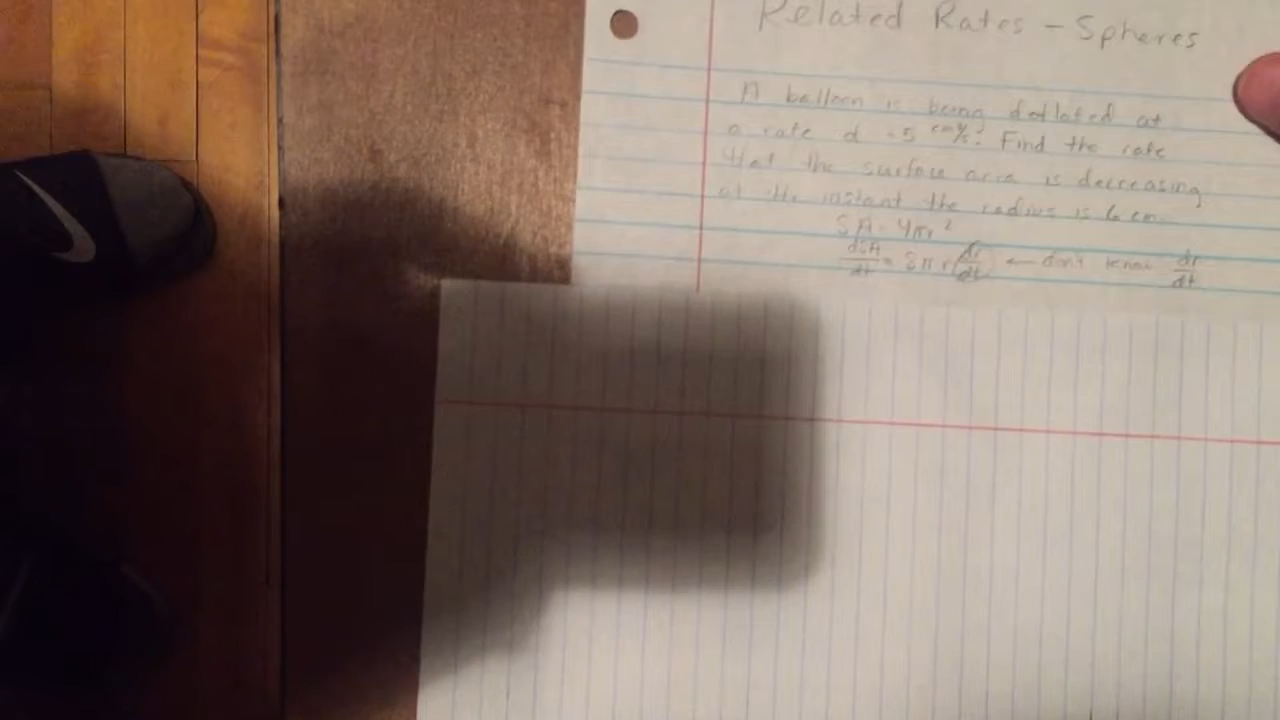 Related Rates - Spheres
A balloon is being deflated at
a rate of -5 cm³/s. Find the rate
that the surface area is decreasing
at the instant the radius is 6 cm.
SA = 4πr²
dSA/dt = 8πr dr/dt ← don't know dr/dt